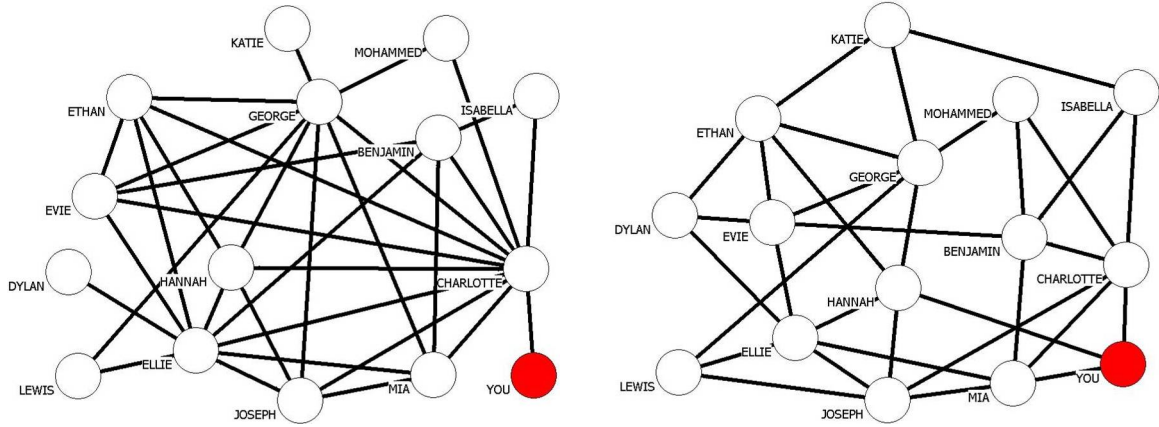 KATIE
MOHAMMED
ETHAN
GEORGE
ISABELLA
BENJAMIN
EVIE
HANNAH
DYLAN
CHARLOTTE
ELLIE
LEWIS
MIA
YOU
JOSEPH
KATIE
ISABELLA
MOHAMMED
ETHAN
GEORGE
DYLAN
EVIE
BENJAMIN
CHARLOTTE
HANNAH
ELLIE
YOU
LEWIS
MIA
JOSEPH